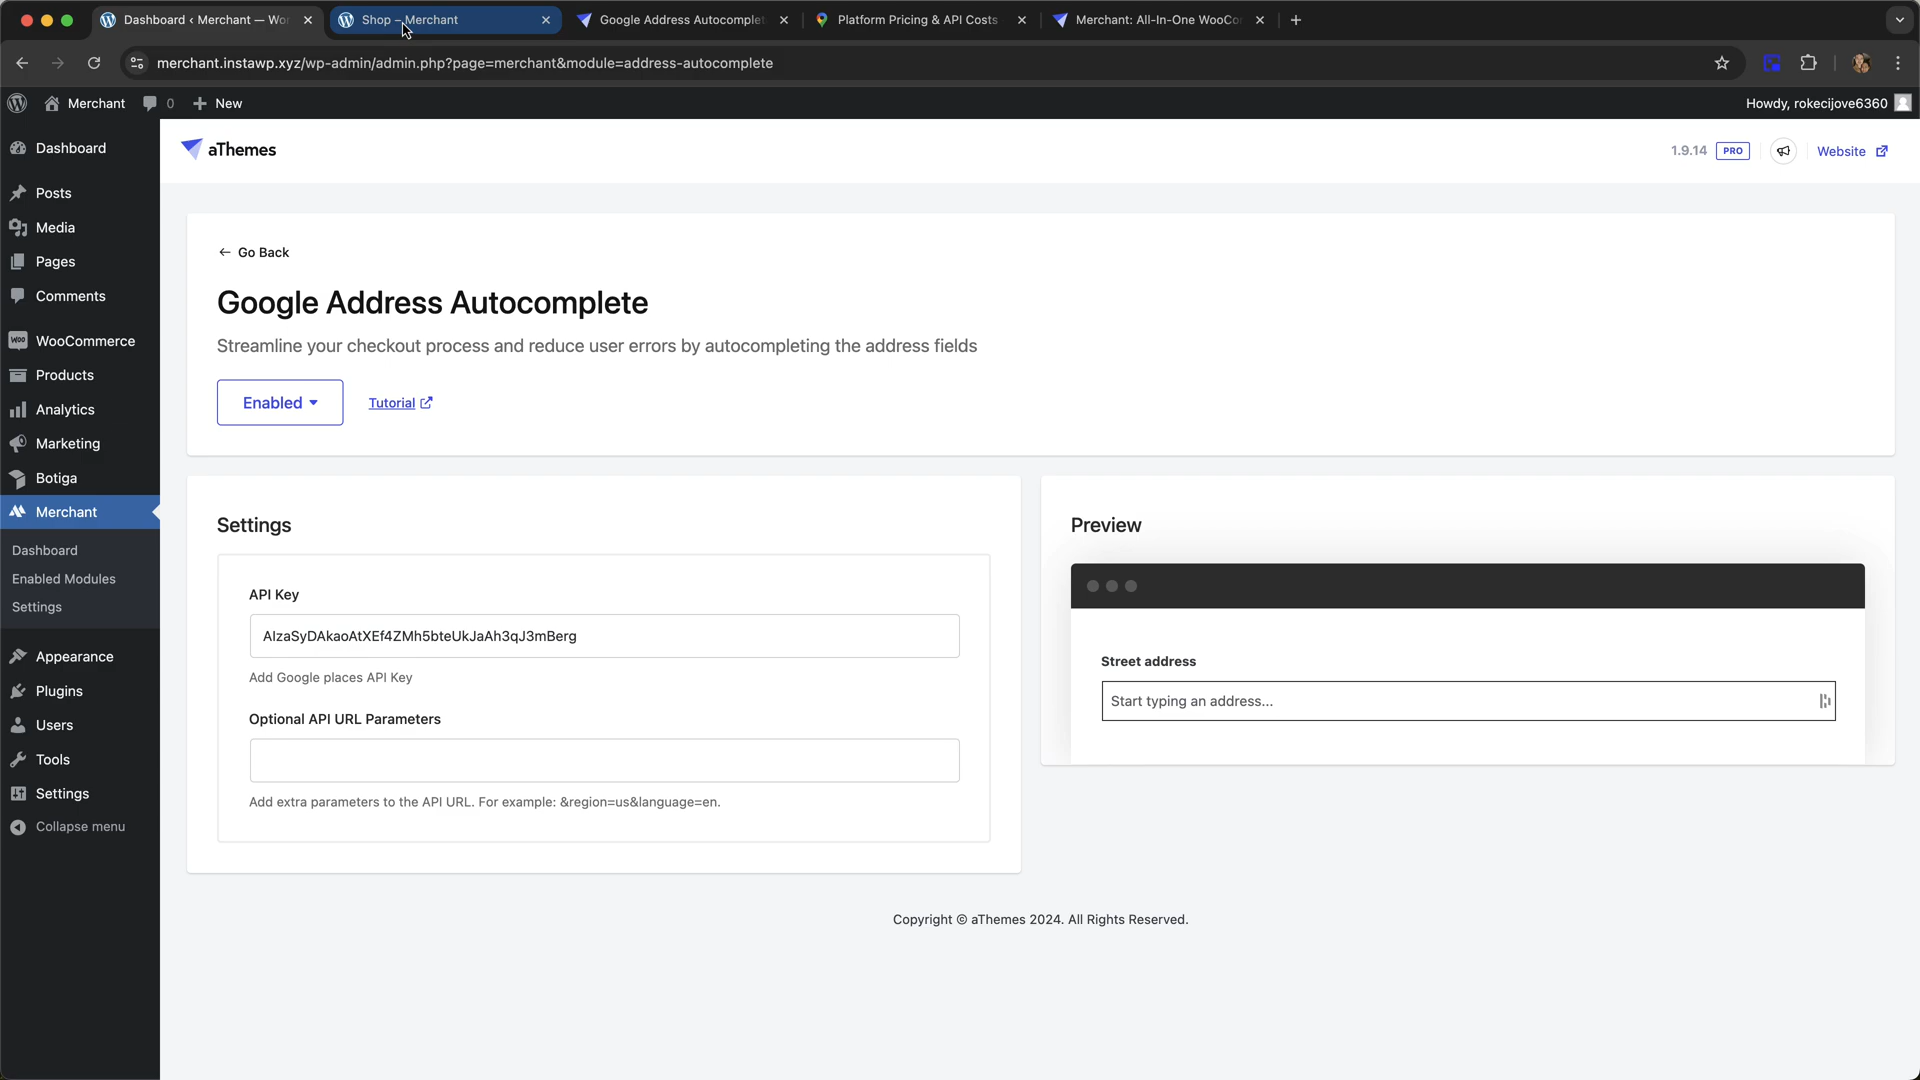 Dashboard ‹ Merchant — Wor
Shop – Merchant
Google Address Autocomplet
Platform Pricing & API Costs
Merchant: All-In-One WooCo
merchant.instawp.xyz/wp-admin/admin.php?page=merchant&module=address-autocomplete
Merchant
0
New
Howdy, rokecijove6360
Dashboard
Posts
Media
Pages
Comments
WooCommerce
Products
Analytics
Marketing
Botiga
Merchant
Dashboard
Enabled Modules
Settings
Appearance
Plugins
Users
Tools
Settings
Collapse menu
aThemes
1.9.14 PRO
Website
Go Back
Google Address Autocomplete
Streamline your checkout process and reduce user errors by autocompleting the address fields
Enabled
Tutorial
Settings
API Key
AIzaSyDAkaoAtXEf4ZMh5bteUkJaAh3qJ3mBerg
Add Google places API Key
Optional API URL Parameters
Add extra parameters to the API URL. For example: &region=us&language=en.
Preview
Street address
Start typing an address...
Copyright © aThemes 2024. All Rights Reserved.